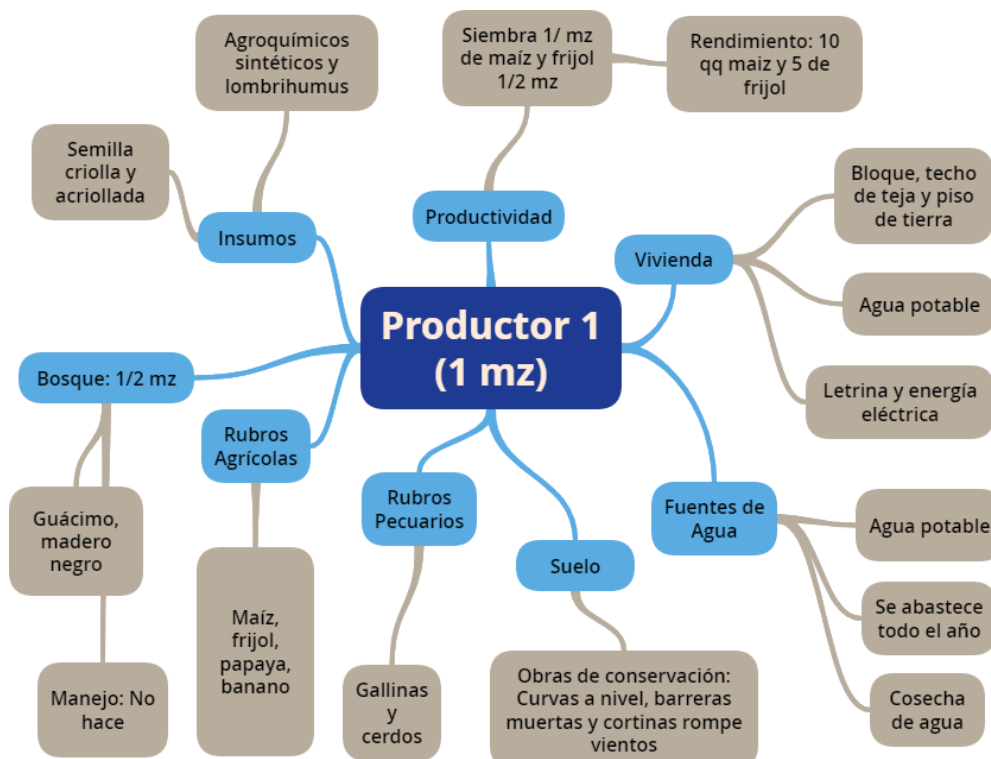 Agroquímicos
sintéticos y
lombrihumus
Siembra 1/ mz
de maíz y frijol
1/2 mz
Rendimiento: 10
qq maiz y 5 de
frijol
Semilla
criolla y
acriollada
Insumos
Productividad
Vivienda
Bloque, techo
de teja y piso
de tierra
Agua potable
Letrina y energía
eléctrica
Productor 1
(1 mz)
Bosque: 1/2 mz
Guácimo,
madero
negro
Manejo: No
hace
Rubros
Agrícolas
Maíz,
frijol,
papaya,
banano
Rubros
Pecuarios
Gallinas
y
cerdos
Suelo
Obras de conservación:
Curvas a nivel, barreras
muertas y cortinas rompe
vientos
Fuentes de
Agua
Agua potable
Se abastece
todo el año
Cosecha
de agua